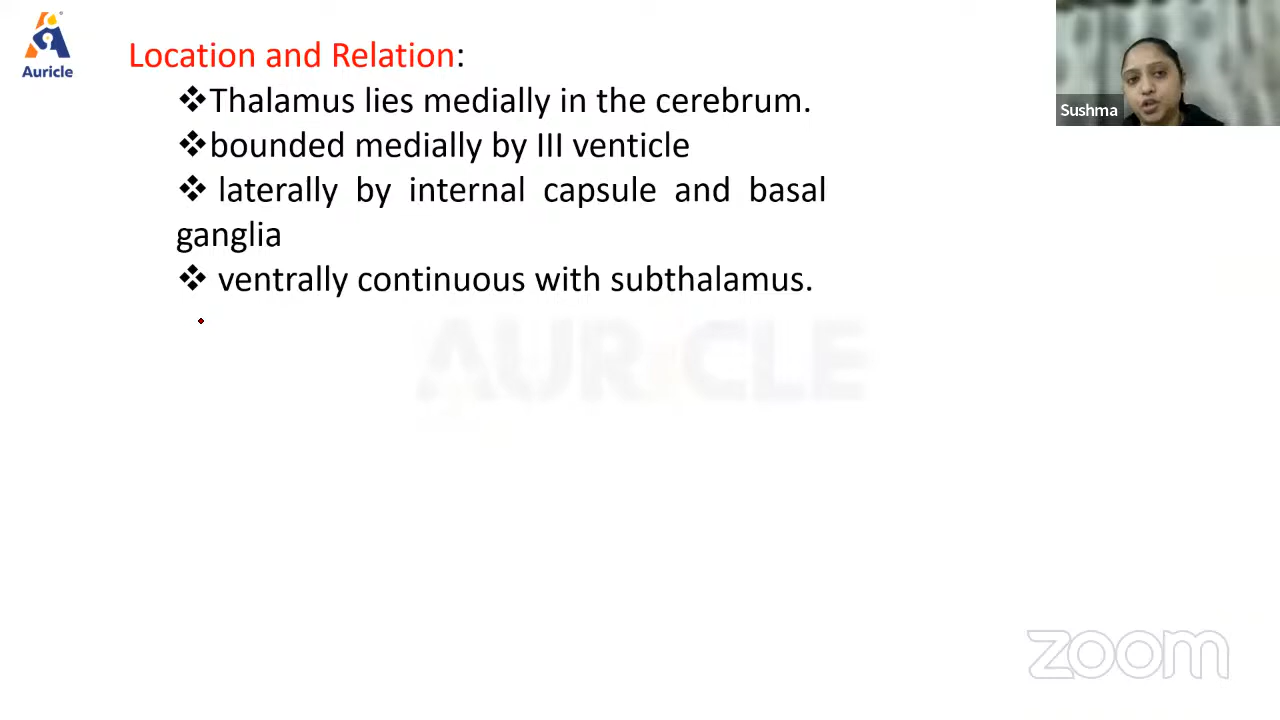 Auricle
Location and Relation:
❖Thalamus lies medially in the cerebrum.
❖bounded medially by III venticle
❖ laterally by internal capsule and basal
ganglia
❖ ventrally continuous with subthalamus.
Sushma
AURICLE
zoom